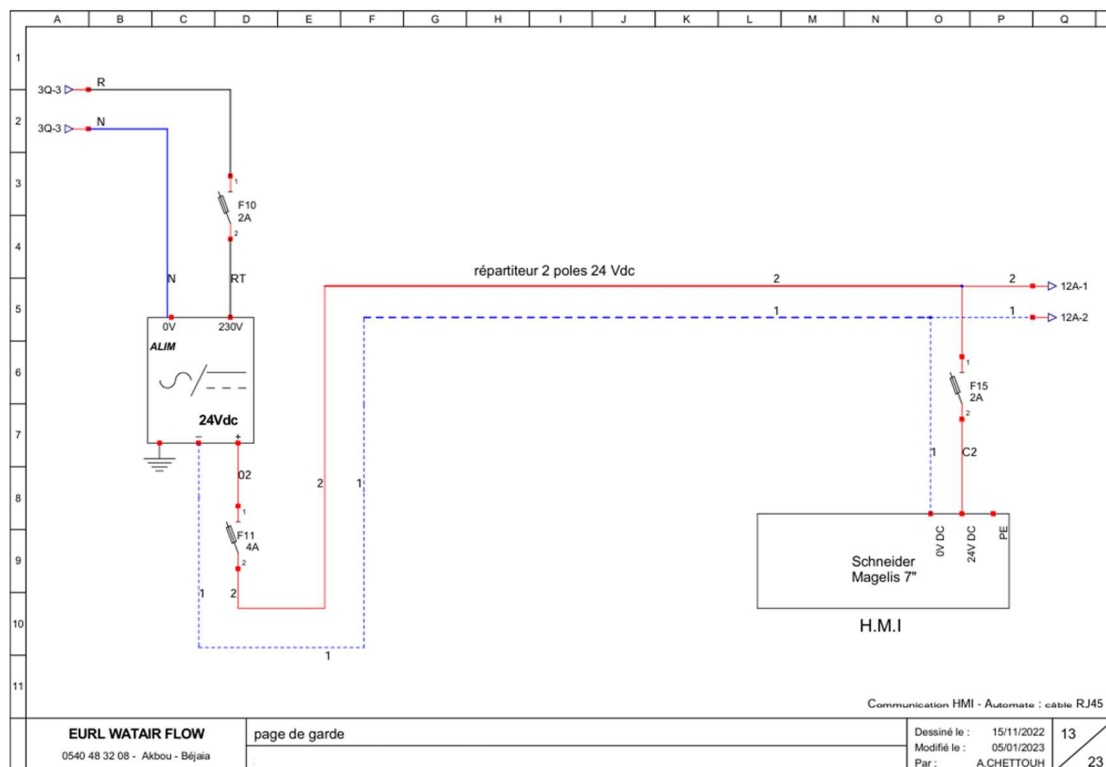 A B C D E F G H I J K L M N O P Q
1
2
3
4
5
6
7
8
9
10
11
3Q-3 R
3Q-3 N
1
F10
2A
2
N RT
0V 230V
ALIM
24Vdc
− +
02
1
F11
4A
2
1 2
1
2 1
répartiteur 2 poles 24 Vdc
2 2 12A-1
1 1 12A-2
1
F15
2A
2
1 C2
0V DC
24V DC
PE
Schneider
Magelis 7"
H.M.I
Communication HMI - Automate : câble RJ45
EURL WATAIR FLOW
0540 48 32 08 - Akbou - Béjaia
page de garde
Dessiné le : 15/11/2022
Modifié le : 05/01/2023
Par : A.CHETTOUH
13
23